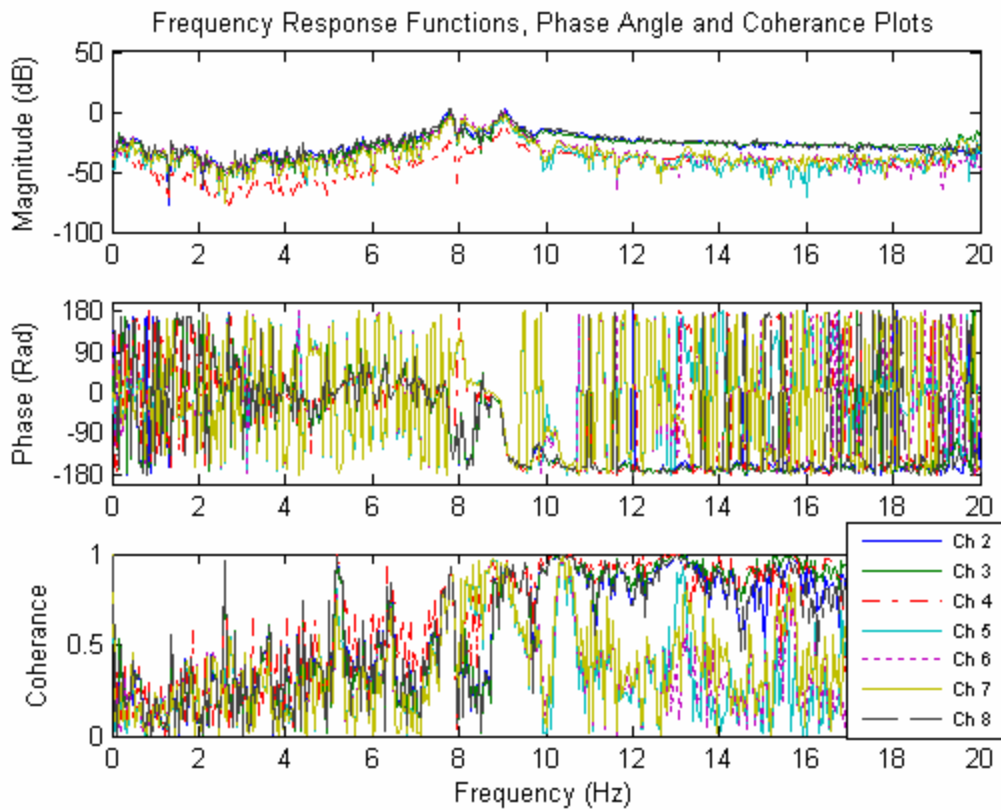 Frequency Response Functions, Phase Angle and Coherance Plots
Magnitude (dB)
50
0
-50
-100
0 2 4 6 8 10 12 14 16 18 20
Phase (Rad)
180
90
0
-90
-180
0 2 4 6 8 10 12 14 16 18 20
Coherance
1
0.5
0
0 2 4 6 8 10 12 14 16 18 20
Frequency (Hz)
Ch 2
Ch 3
Ch 4
Ch 5
Ch 6
Ch 7
Ch 8